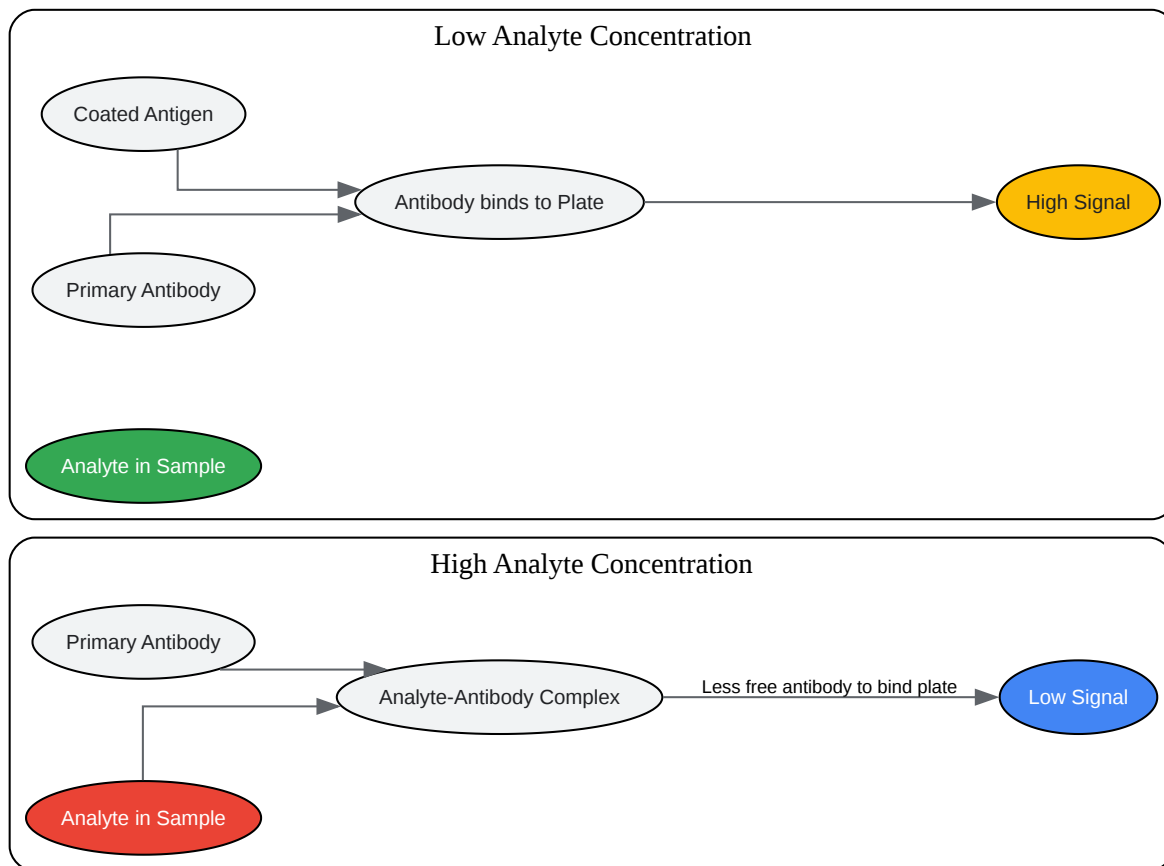 Low Analyte Concentration
Coated Antigen
Antibody binds to Plate
High Signal
Primary Antibody
Analyte in Sample
High Analyte Concentration
Primary Antibody
Analyte-Antibody Complex
Less free antibody to bind plate
Low Signal
Analyte in Sample